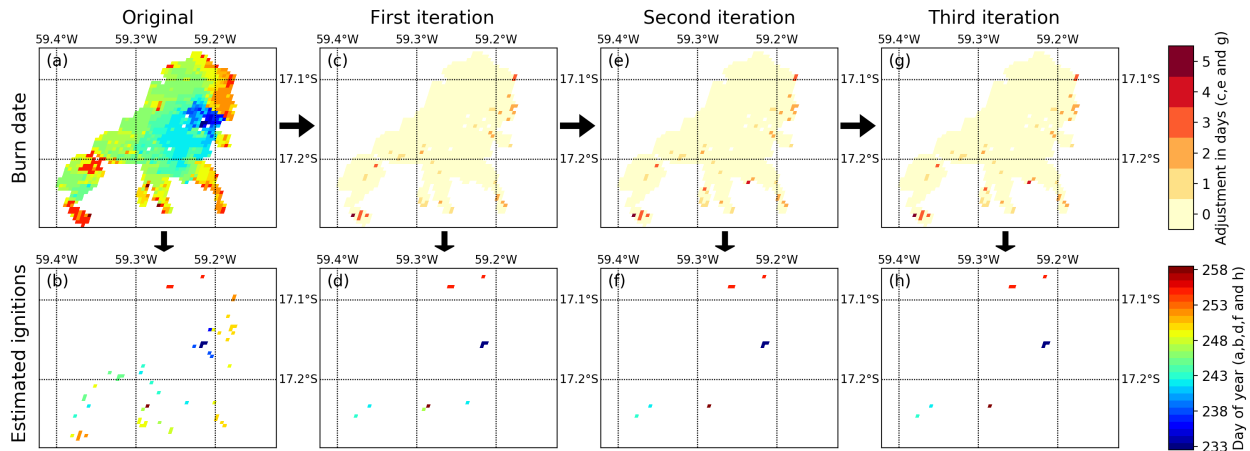 Original
First iteration
Second iteration
Third iteration
59.4°W 59.3°W 59.2°W
59.4°W 59.3°W 59.2°W
59.4°W 59.3°W 59.2°W
59.4°W 59.3°W 59.2°W
Burn date
(a)
(c)
(e)
(g)
17.1°S
17.1°S
17.1°S
17.1°S
17.2°S
17.2°S
17.2°S
17.2°S
5
4
3
2
1
0
Adjustment in days (c,e and g)
59.4°W 59.3°W 59.2°W
59.4°W 59.3°W 59.2°W
59.4°W 59.3°W 59.2°W
59.4°W 59.3°W 59.2°W
Estimated ignitions
(b)
(d)
(f)
(h)
17.1°S
17.1°S
17.1°S
17.1°S
17.2°S
17.2°S
17.2°S
17.2°S
258
253
248
243
238
233
Day of year (a,b,d,f and h)